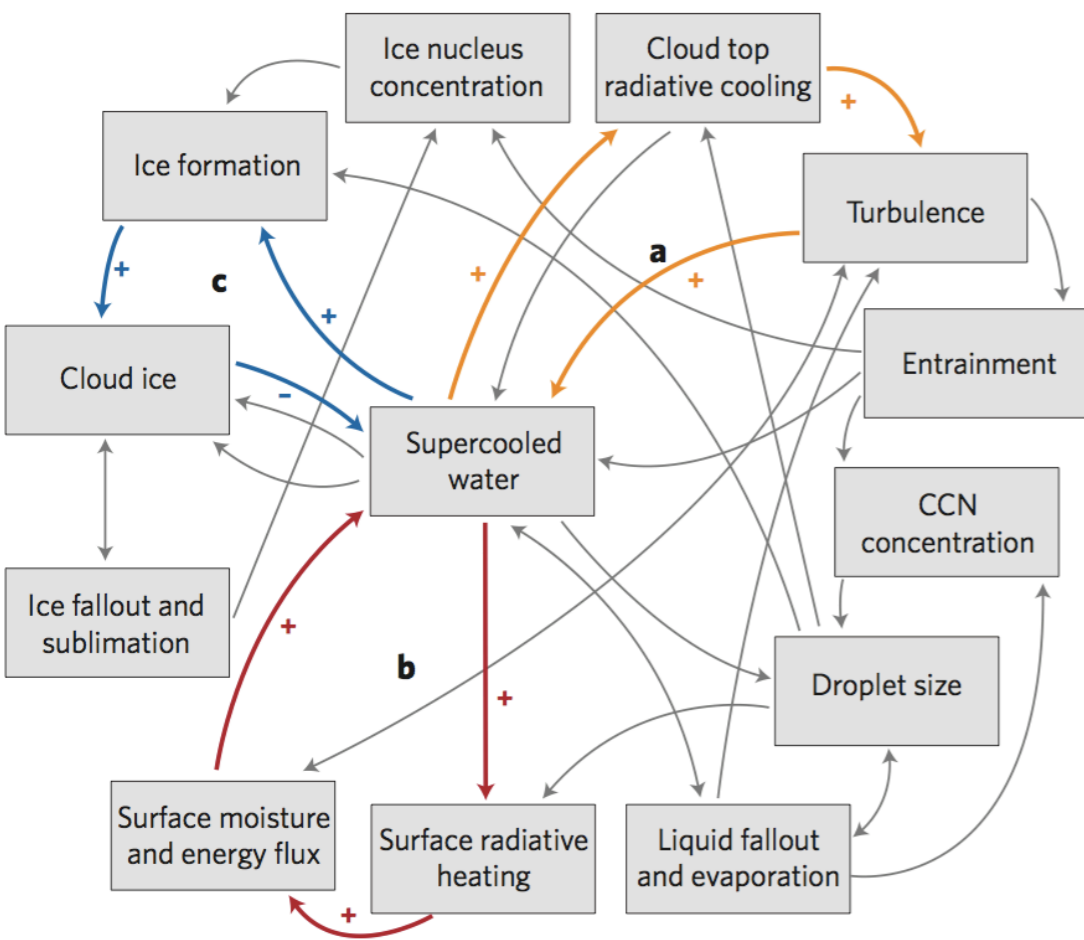 Ice nucleus
concentration
Cloud top
radiative cooling
+
Ice formation
Turbulence
+
c
+
+
a
+
Cloud ice
-
Entrainment
Supercooled
water
CCN
concentration
Ice fallout and
sublimation
+
b
+
Droplet size
Surface moisture
and energy flux
Surface radiative
heating
Liquid fallout
and evaporation
+